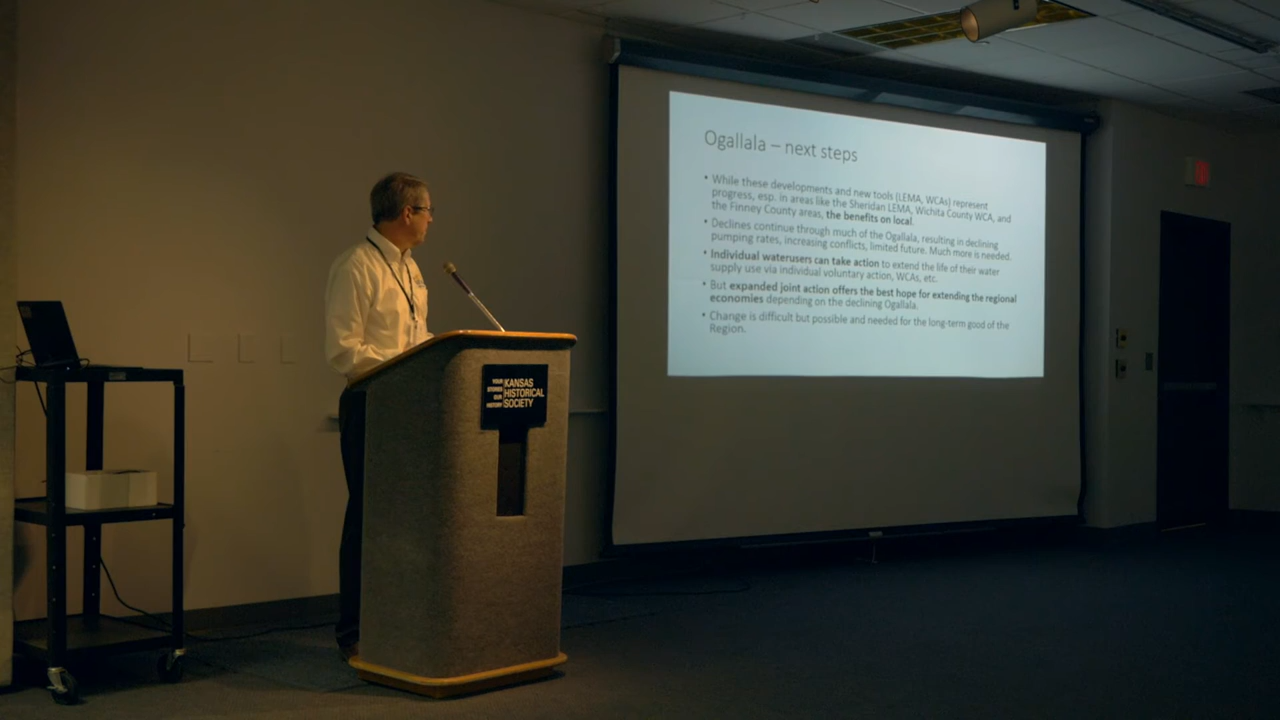 Ogallala – next steps
• While these developments and new tools (LEMA, WCAs) represent
progress, esp. in areas like the Sheridan LEMA, Wichita County WCA, and
the Finney County areas, the benefits on local.
• Declines continue through much of the Ogallala, resulting in declining
pumping rates, increasing conflicts, limited future. Much more is needed.
• Individual waterusers can take action to extend the life of their water
supply use via individual voluntary action, WCAs, etc.
• But expanded joint action offers the best hope for extending the regional
economies depending on the declining Ogallala.
• Change is difficult but possible and needed for the long-term good of the
Region.
YOUR
STORIES
OUR
HISTORY
KANSAS
HISTORICAL
SOCIETY